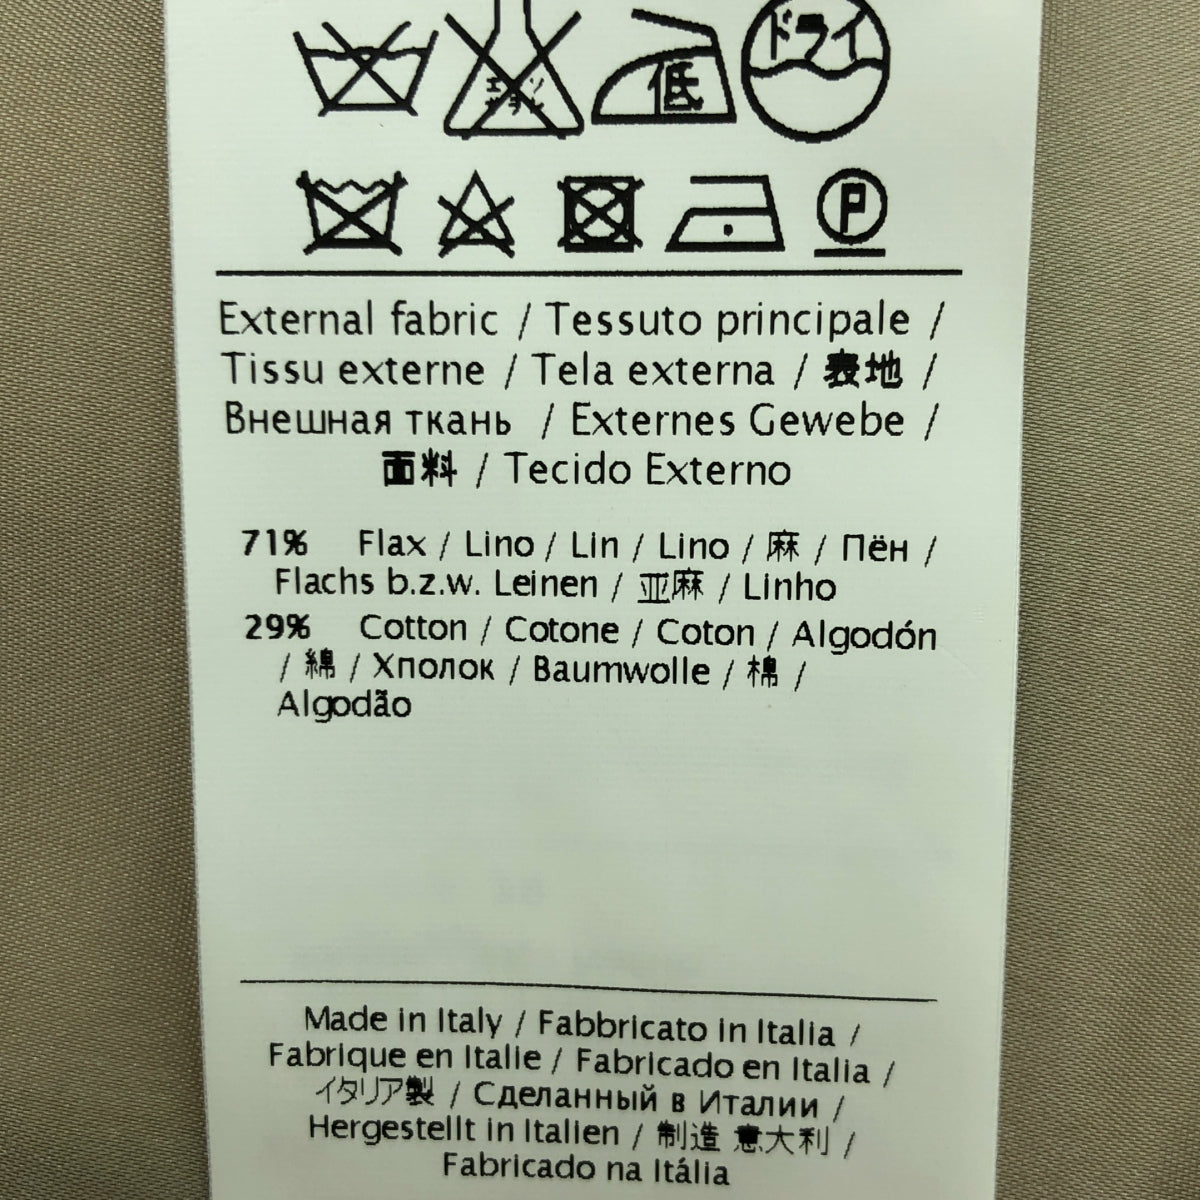 ドライ
低
P
External fabric / Tessuto principale /
Tissu externe / Tela externa / 表地 /
Внешная ткань / Externes Gewebe /
面料 / Tecido Externo
71% Flax / Lino / Lin / Lino / 麻 / Пён /
Flachs b.z.w. Leinen / 亚麻 / Linho
29% Cotton / Cotone / Coton / Algodón
/ 綿 / Хполок / Baumwolle / 棉 /
Algodão
Made in Italy / Fabbricato in Italia /
Fabrique en Italie / Fabricado en Italia /
イタリア製 / Сделанный в Италии /
Hergestellt in Italien / 制造 意大利 /
Fabricado na Itália